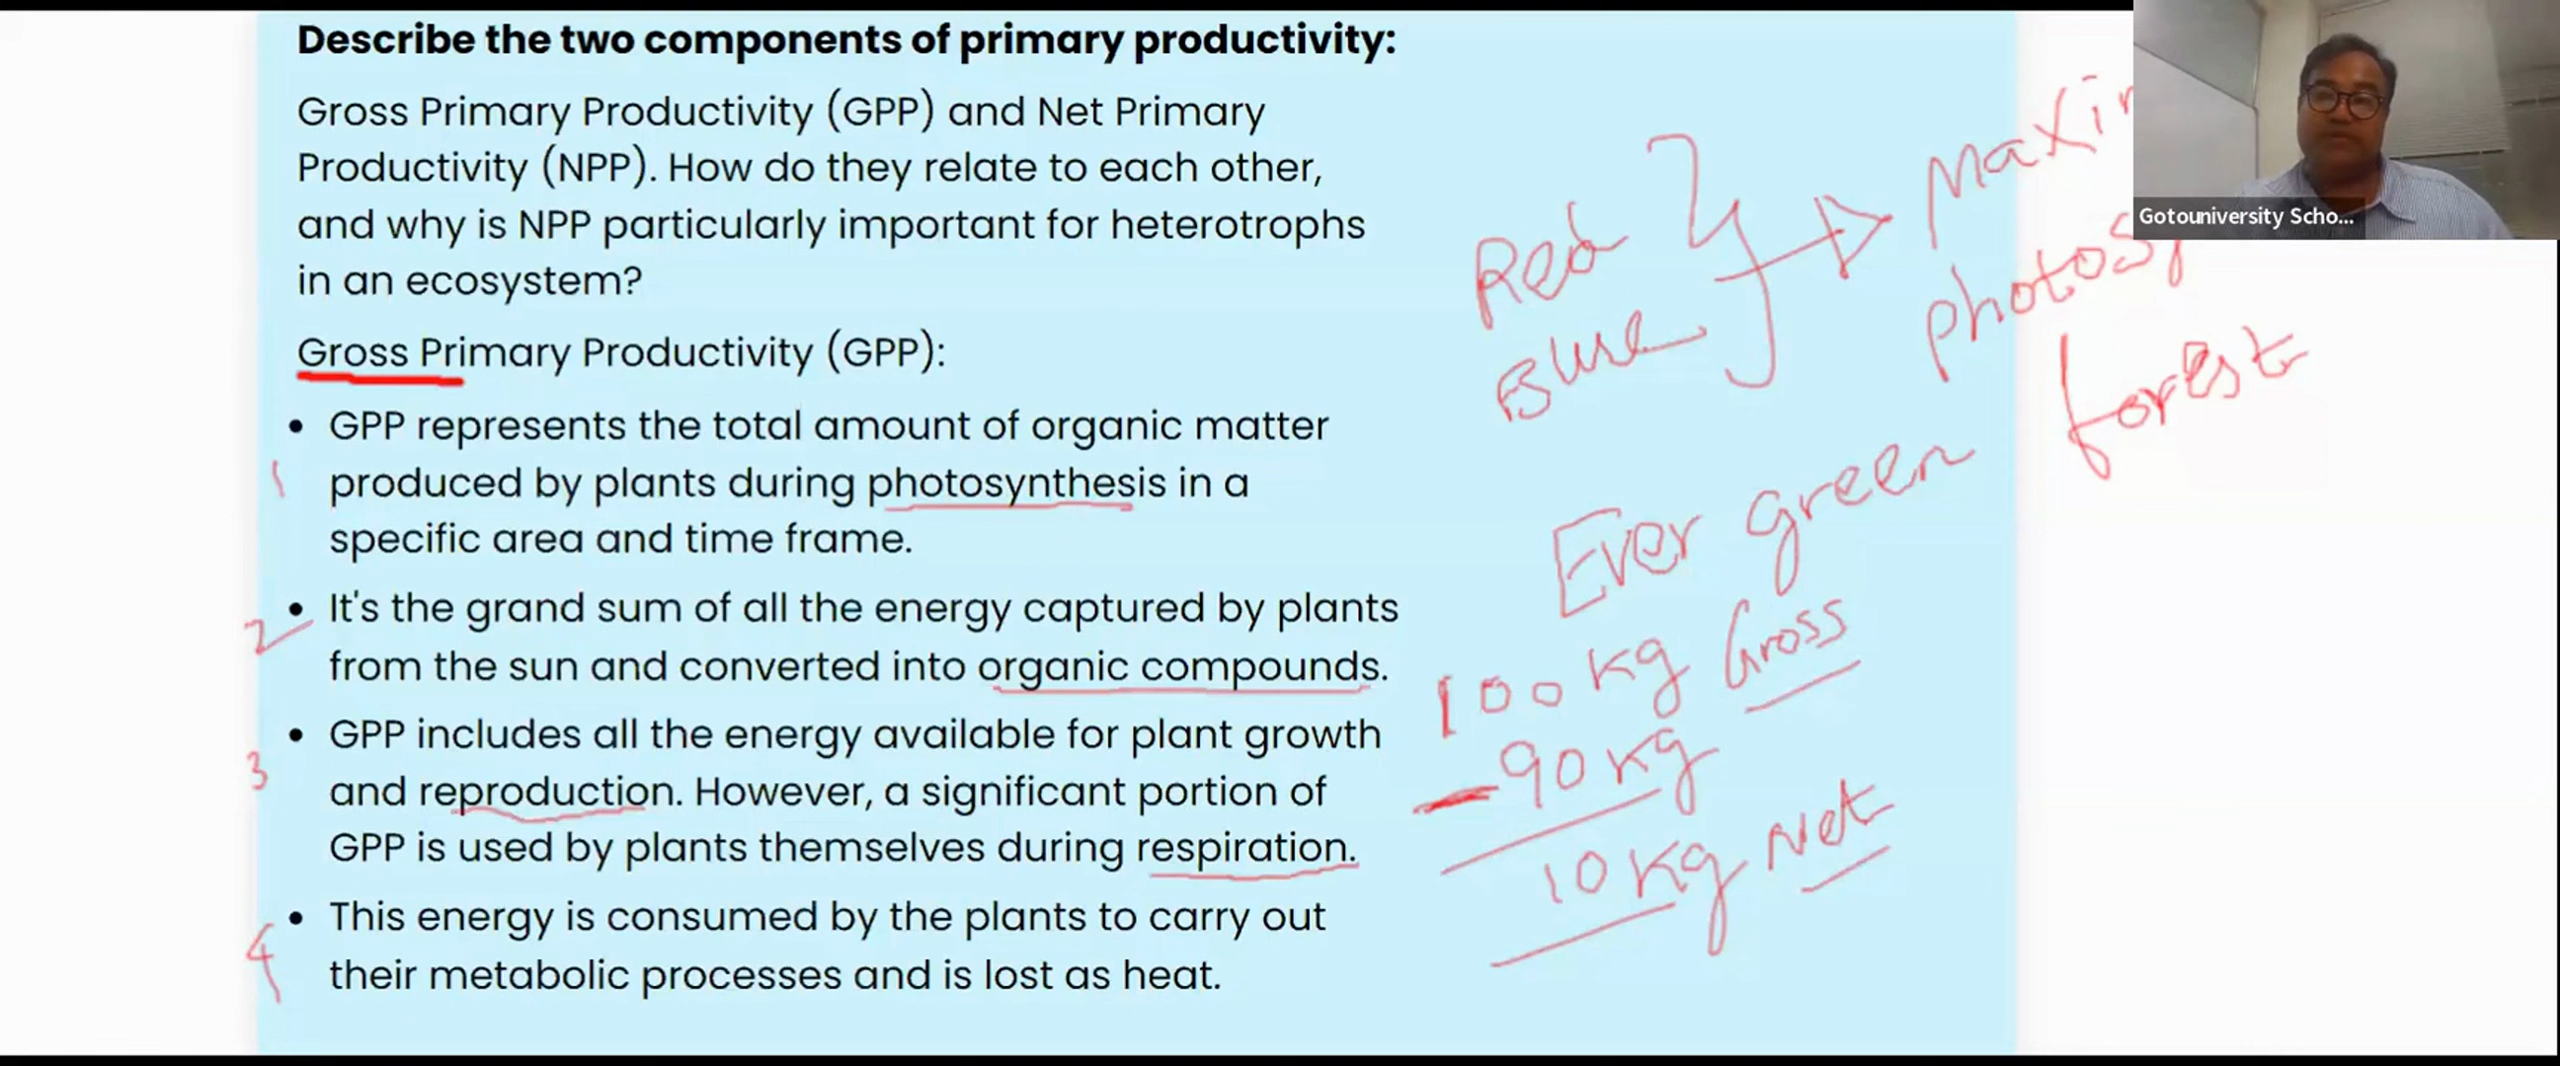 Describe the two components of primary productivity:
Gross Primary Productivity (GPP) and Net Primary
Productivity (NPP). How do they relate to each other,
and why is NPP particularly important for heterotrophs
in an ecosystem?
Gross Primary Productivity (GPP):
• GPP represents the total amount of organic matter
1
produced by plants during photosynthesis in a
specific area and time frame.
• It's the grand sum of all the energy captured by plants
2
from the sun and converted into organic compounds.
• GPP includes all the energy available for plant growth
3
and reproduction. However, a significant portion of
GPP is used by plants themselves during respiration.
• This energy is consumed by the plants to carry out
4
their metabolic processes and is lost as heat.
Red
Blue
Maxi
photos
Ever green forest
100 kg Gross
- 90 kg
10 kg Net
Gotouniversity Scho...